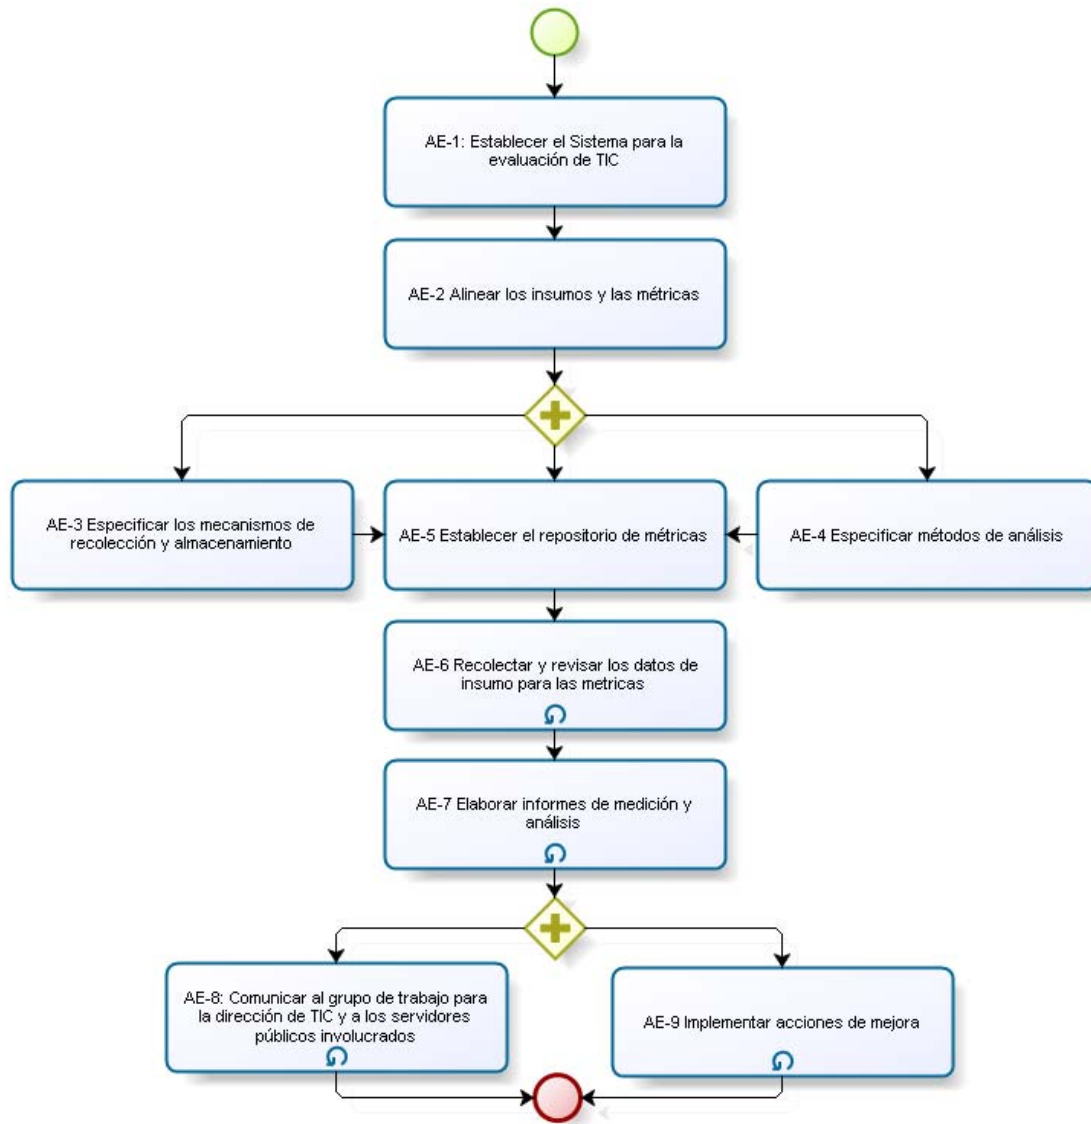 AE-1: Establecer el Sistema para la
evaluación de TIC
AE-2 Alinear los insumos y las métricas
AE-3 Especificar los mecanismos de
recolección y almacenamiento
AE-5 Establecer el repositorio de métricas
AE-4 Especificar métodos de análisis
AE-6 Recolectar y revisar los datos de
insumo para las metricas
AE-7 Elaborar informes de medición y
análisis
AE-8: Comunicar al grupo de trabajo para
la dirección de TIC y a los servidores
públicos involucrados
AE-9 Implementar acciones de mejora